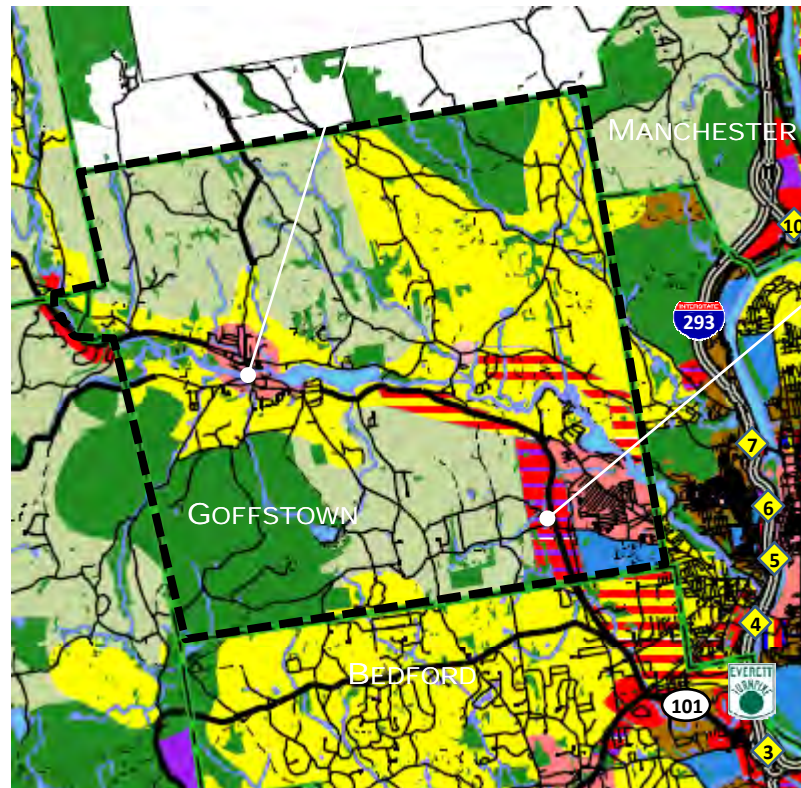 MANCHESTER
10
INTERSTATE
293
7
6
GOFFSTOWN
5
4
BEDFORD
EVERETT
TURNPIKE
101
3